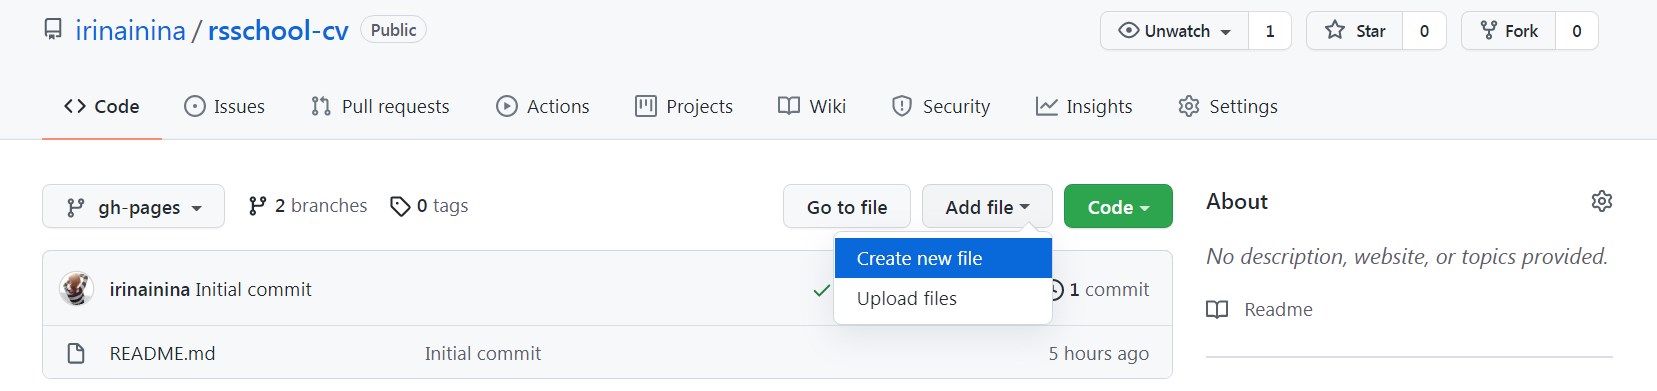 irinainina / rsschool-cv Public Unwatch 1 Star 0 Fork 0
Code Issues Pull requests Actions Projects Wiki Security Insights Settings
gh-pages 2 branches 0 tags Go to file Add file Code
Create new file
Upload files
irinainina Initial commit 1 commit
README.md Initial commit 5 hours ago
About
No description, website, or topics provided.
Readme